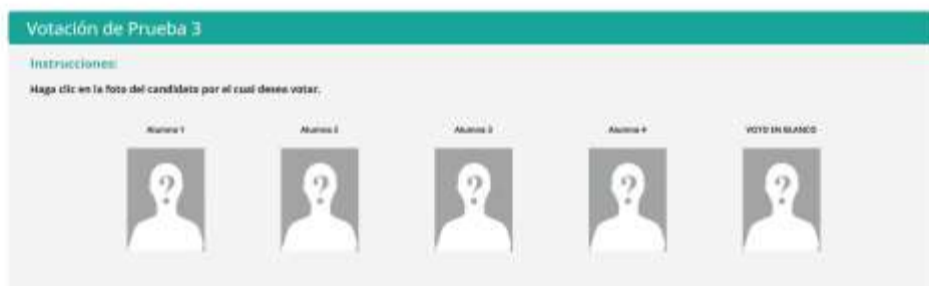 Votación de Prueba 3
Instrucciones:
Haga clic en la foto del candidato por el cual desea votar.
Alumno 1 Alumno 2 Alumno 3 Alumno 4 VOTO EN BLANCO
? ? ? ? ?